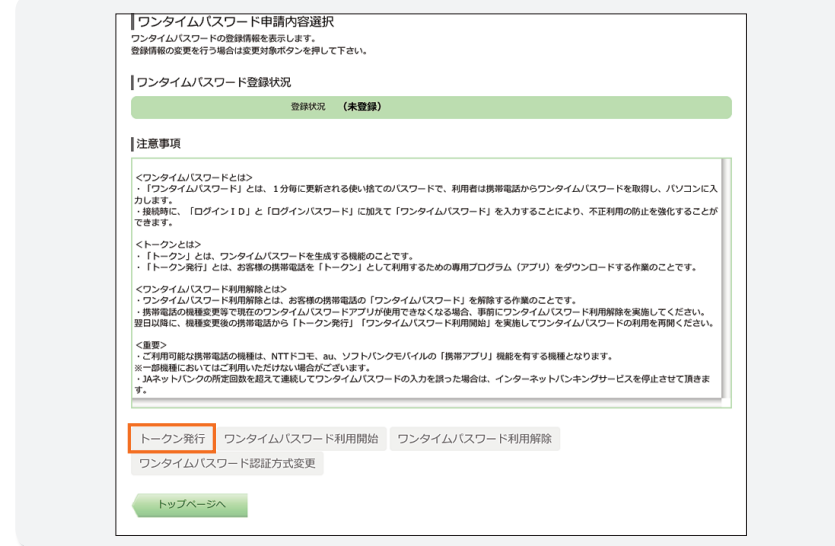 ワンタイムパスワード申請内容選択
ワンタイムパスワードの登録情報を表示します。
登録情報の変更を行う場合は変更対象ボタンを押して下さい。
ワンタイムパスワード登録状況
登録状況 （未登録）
注意事項
＜ワンタイムパスワードとは＞
・「ワンタイムパスワード」とは、１分毎に更新される使い捨てのパスワードで、利用者は携帯電話からワンタイムパスワードを取得し、パソコンに入
力します。
・接続時に、「ログインＩＤ」と「ログインパスワード」に加えて「ワンタイムパスワード」を入力することにより、不正利用の防止を強化することが
できます。
＜トークンとは＞
・「トークン」とは、ワンタイムパスワードを生成する機能のことです。
・「トークン発行」とは、お客様の携帯電話を「トークン」として利用するための専用プログラム（アプリ）をダウンロードする作業のことです。
＜ワンタイムパスワード利用解除とは＞
・ワンタイムパスワード利用解除とは、お客様の携帯電話の「ワンタイムパスワード」を解除する作業のことです。
・携帯電話の機種変更等で現在のワンタイムパスワードアプリが使用できなくなる場合、事前にワンタイムパスワード利用解除を実施してください。
翌日以降に、機種変更後の携帯電話から「トークン発行」「ワンタイムパスワード利用開始」を実施してワンタイムパスワードの利用を再開ください。
＜重要＞
・ご利用可能な携帯電話の機種は、NTTドコモ、au、ソフトバンクモバイルの「携帯アプリ」機能を有する機種となります。
※一部機種においてはご利用いただけない場合がございます。
・JAネットバンクの所定回数を超えて連続してワンタイムパスワードの入力を誤った場合は、インターネットバンキングサービスを停止させて頂きま
す。
トークン発行 ワンタイムパスワード利用開始 ワンタイムパスワード利用解除
ワンタイムパスワード認証方式変更
トップページへ